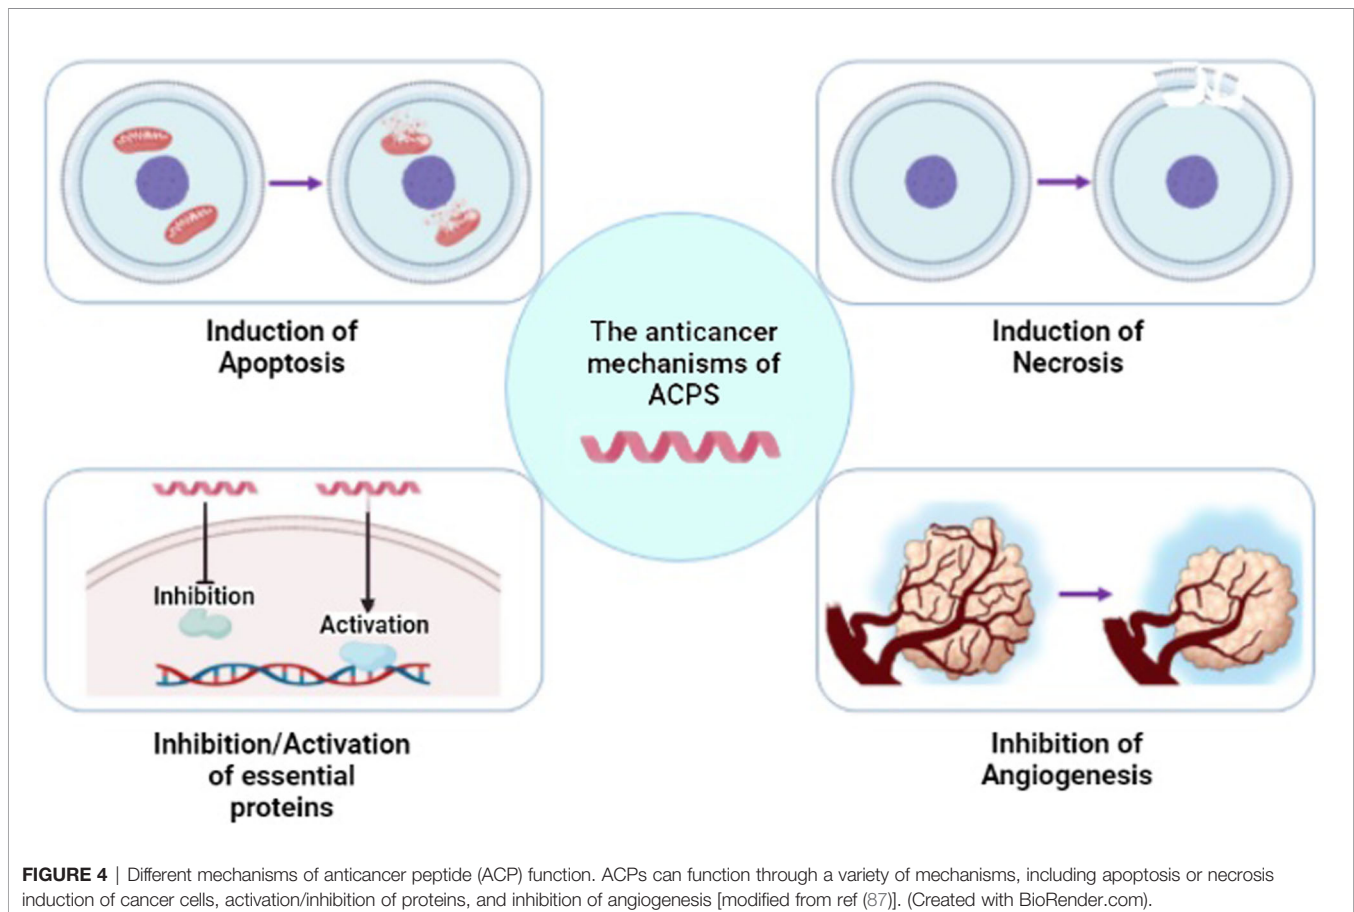 Induction of
Apoptosis
Induction of
Necrosis
The anticancer
mechanisms of
ACPS
Inhibition
Activation
Inhibition/Activation
of essential
proteins
Inhibition of
Angiogenesis
FIGURE 4 | Different mechanisms of anticancer peptide (ACP) function. ACPs can function through a variety of mechanisms, including apoptosis or necrosis
induction of cancer cells, activation/inhibition of proteins, and inhibition of angiogenesis [modified from ref (87)]. (Created with BioRender.com).